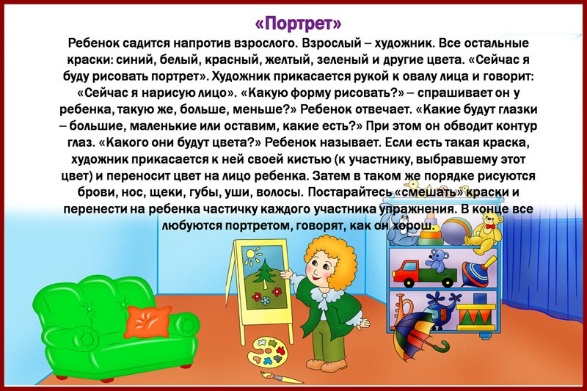 «Портрет»
Ребенок садится напротив взрослого. Взрослый – художник. Все остальные
краски: синий, белый, красный, желтый, зеленый и другие цвета. «Сейчас я
буду рисовать портрет». Художник прикасается рукой к овалу лица и говорит:
«Сейчас я нарисую лицо». «Какую форму рисовать?» – спрашивает он у
ребенка, такую же, больше, меньше?» Ребенок отвечает. «Какие будут глазки
– большие, маленькие или оставим, какие есть?» При этом он обводит контур
глаз. «Какого они будут цвета?» Ребенок называет. Если есть такая краска,
художник прикасается к ней своей кистью (к участнику, выбравшему этот
цвет) и переносит цвет на лицо ребенка. Затем в таком же порядке рисуются
брови, нос, щеки, губы, уши, волосы. Постарайтесь «смешать» краски и
перенести на ребенка частичку каждого участника упражнения. В конце все
любуются портретом, говорят, как он хорош.